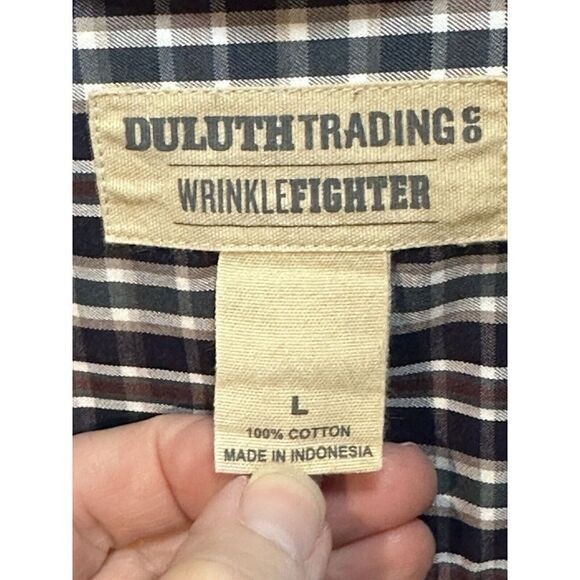 DULUTH TRADING CO
WRINKLEFIGHTER
L
100% COTTON
MADE IN INDONESIA